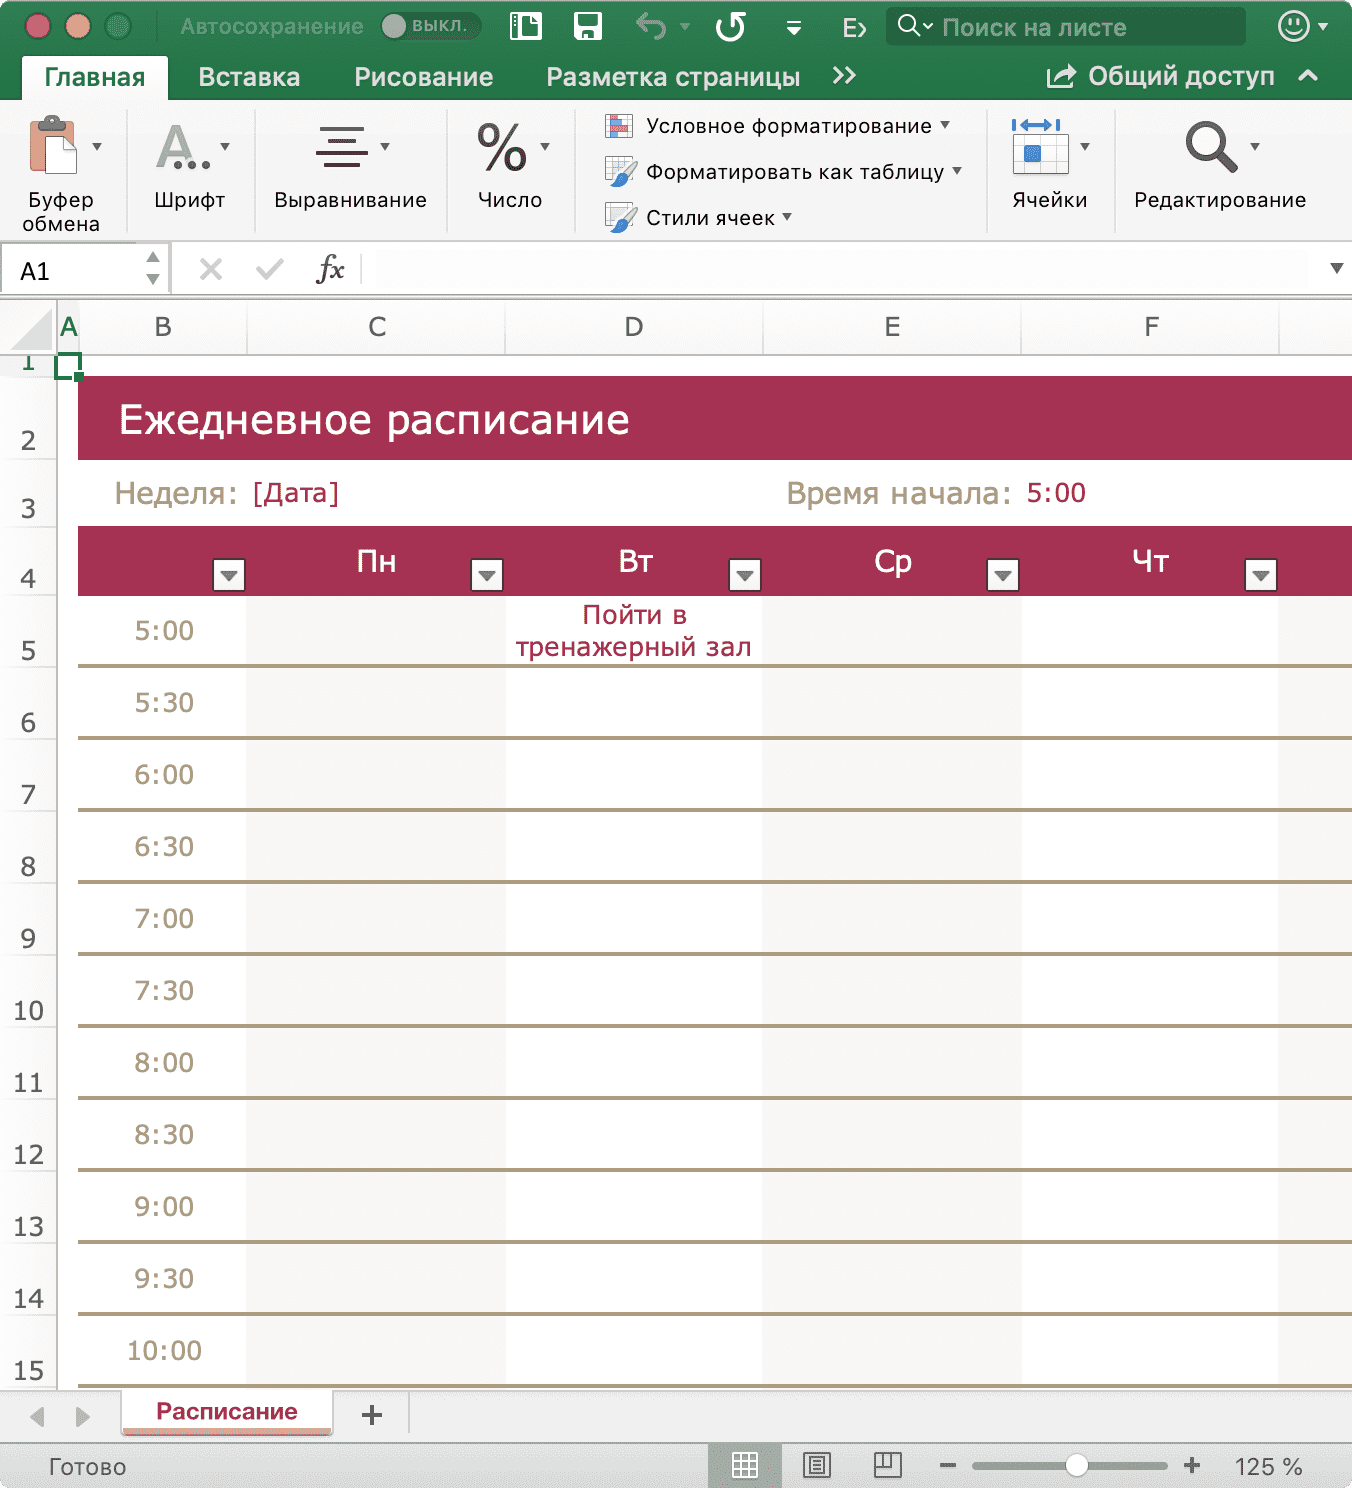 Автосохранение ВЫКЛ. Е Поиск на листе
Главная Вставка Рисование Разметка страницы Общий доступ
Условное форматирование
Форматировать как таблицу
Стили ячеек
Буфер обмена Шрифт Выравнивание % Число Ячейки Редактирование
A1 fx
A B C D E F
1
2 Ежедневное расписание
3 Неделя: [Дата] Время начала: 5:00
4 Пн Вт Ср Чт
5 5:00 Пойти в тренажерный зал
6 5:30
7 6:00
8 6:30
9 7:00
10 7:30
11 8:00
12 8:30
13 9:00
14 9:30
15 10:00
Расписание +
Готово 125 %